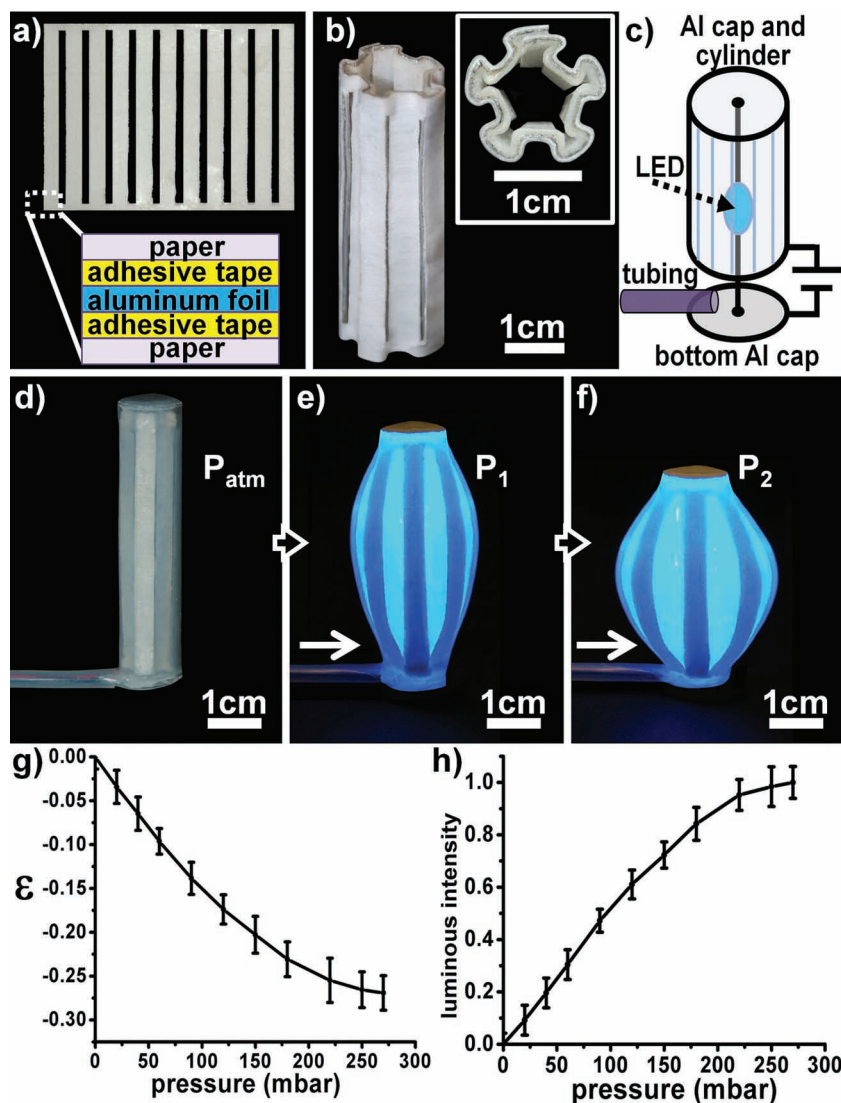 a)
paper
adhesive tape
aluminum foil
adhesive tape
paper
b)
1cm
1cm
c)
Al cap and
cylinder
LED
tubing
bottom Al cap
d)
P_atm
1cm
e)
P_1
1cm
f)
P_2
1cm
g)
0.00
-0.05
-0.10
-0.15
-0.20
-0.25
-0.30
ε
0 50 100 150 200 250 300
pressure (mbar)
h)
1.0
0.8
0.6
0.4
0.2
0.0
luminous intensity
0 50 100 150 200 250 300
pressure (mbar)